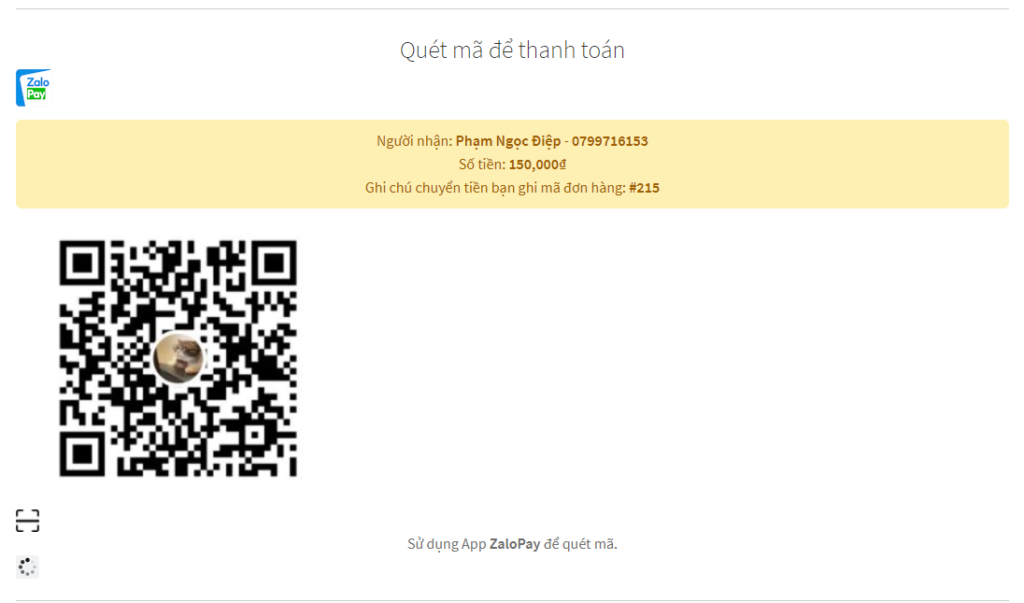 Quét mã để thanh toán
Zalo
Pay
Người nhận: Phạm Ngọc Điệp - 0799716153
Số tiền: 150,000₫
Ghi chú chuyển tiền bạn ghi mã đơn hàng: #215
Sử dụng App ZaloPay để quét mã.